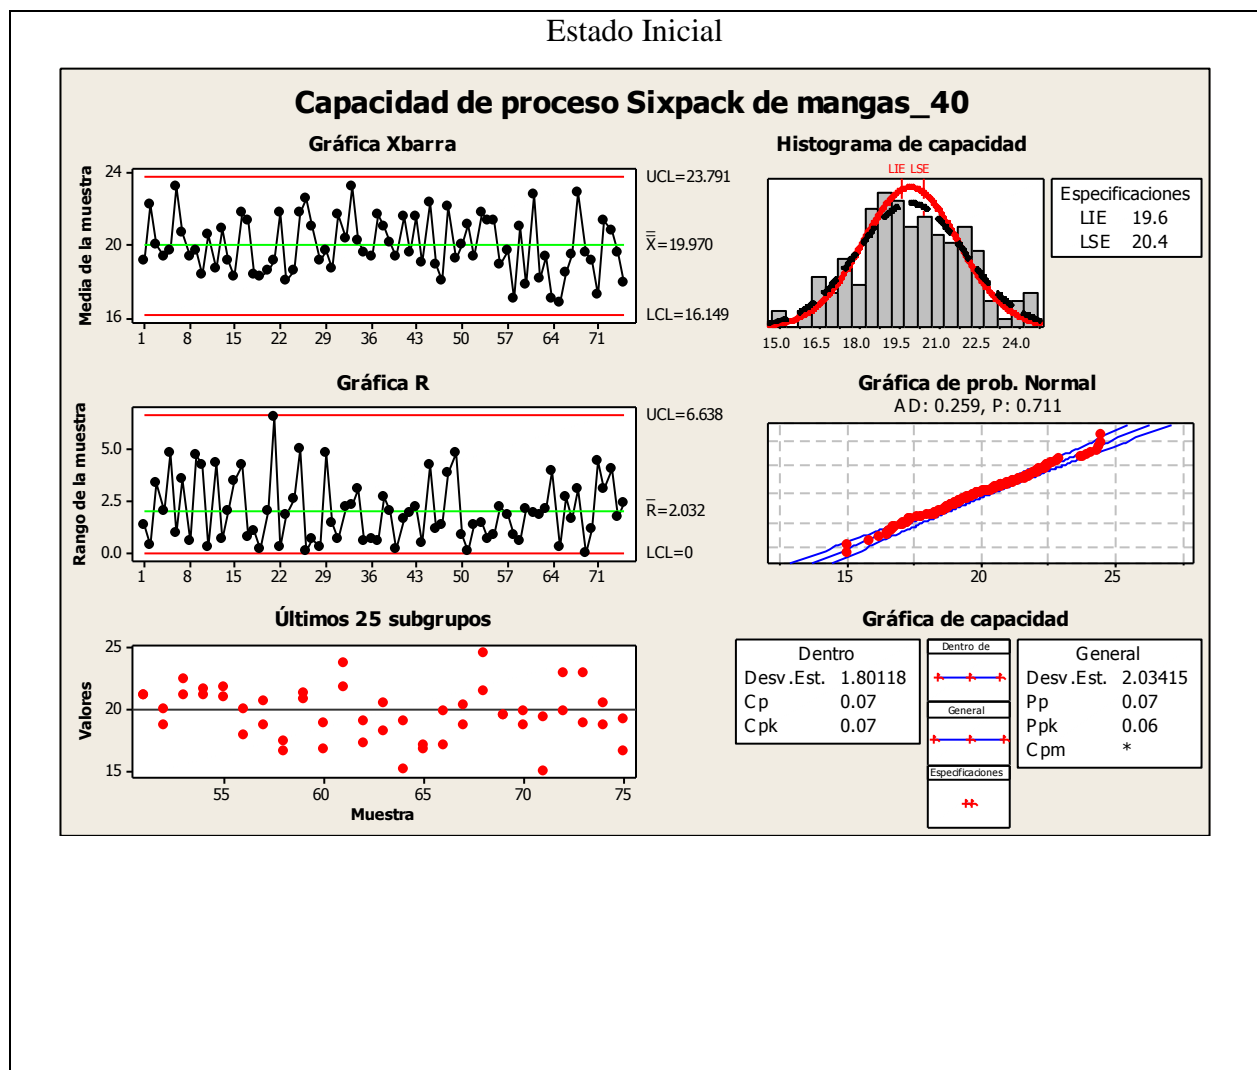 Estado Inicial
Capacidad de proceso Sixpack de mangas_40
Gráfica Xbarra
Media de la muestra
24
20
16
UCL=23.791
X=19.970
LCL=16.149
1 8 15 22 29 36 43 50 57 64 71
Gráfica R
Rango de la muestra
5.0
2.5
0.0
UCL=6.638
R=2.032
LCL=0
1 8 15 22 29 36 43 50 57 64 71
Últimos 25 subgrupos
Valores
25
20
15
55 60 65 70 75
Muestra
Histograma de capacidad
LIE LSE
15.0 16.5 18.0 19.5 21.0 22.5 24.0
Especificaciones
LIE 19.6
LSE 20.4
Gráfica de prob. Normal
AD: 0.259, P: 0.711
15 20 25
Gráfica de capacidad
Dentro
Desv.Est. 1.80118
Cp 0.07
Cpk 0.07
Dentro de
General
Especificaciones
General
Desv.Est. 2.03415
Pp 0.07
Ppk 0.06
Cpm *